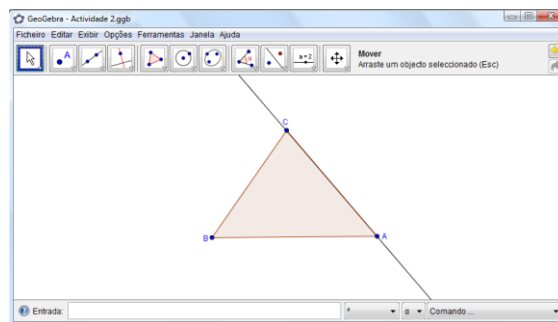 GeoGebra - Actividade 2.ggb
Ficheiro Editar Exibir Opções Ferramentas Janela Ajuda
A
a=2
Mover
Arraste um objecto seleccionado (Esc)
C
B
A
Entrada:
α
Comando ...